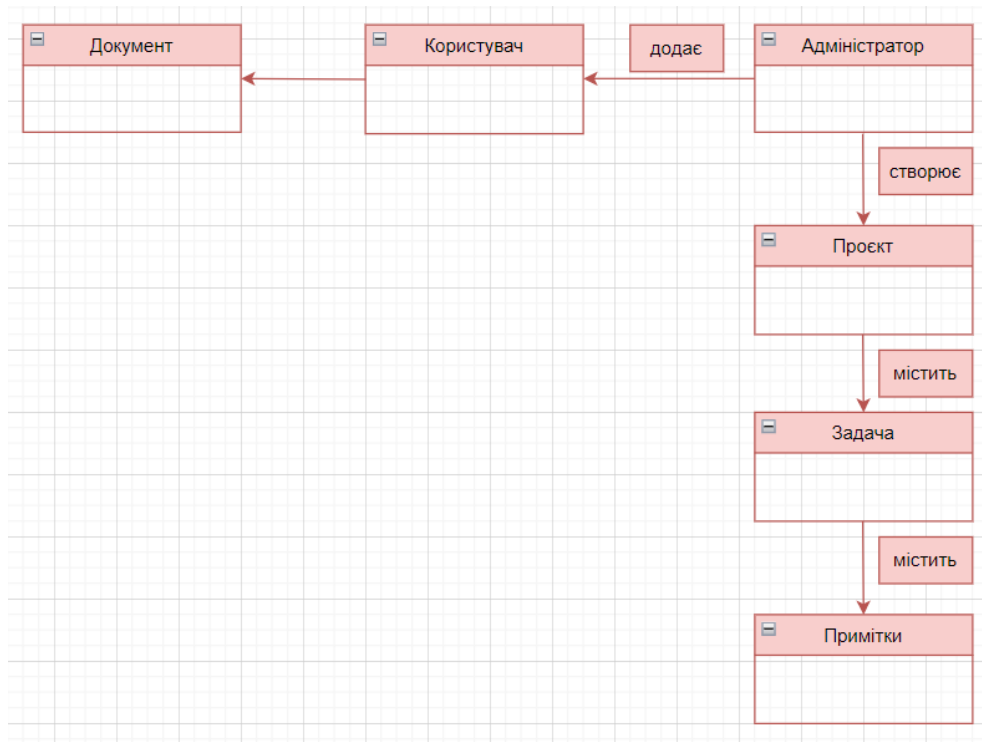 Документ
Користувач
додає
Адміністратор
створює
Проєкт
містить
Задача
містить
Примітки